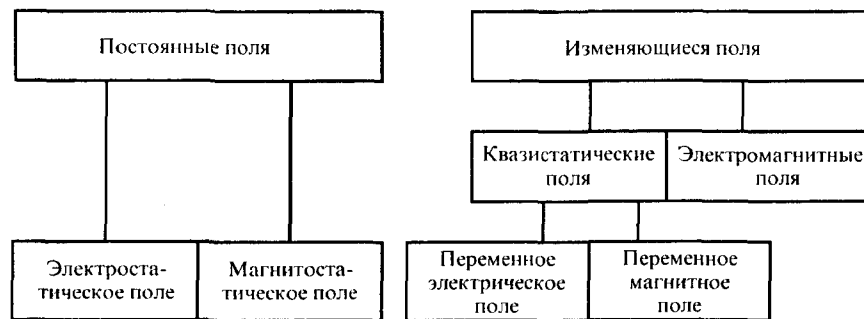 Постоянные поля
Изменяющиеся поля
Квазистатические
поля
Электромагнитные
поля
Электроста-
тическое поле
Магнитоста-
тическое поле
Переменное
электрическое
поле
Переменное
магнитное
поле